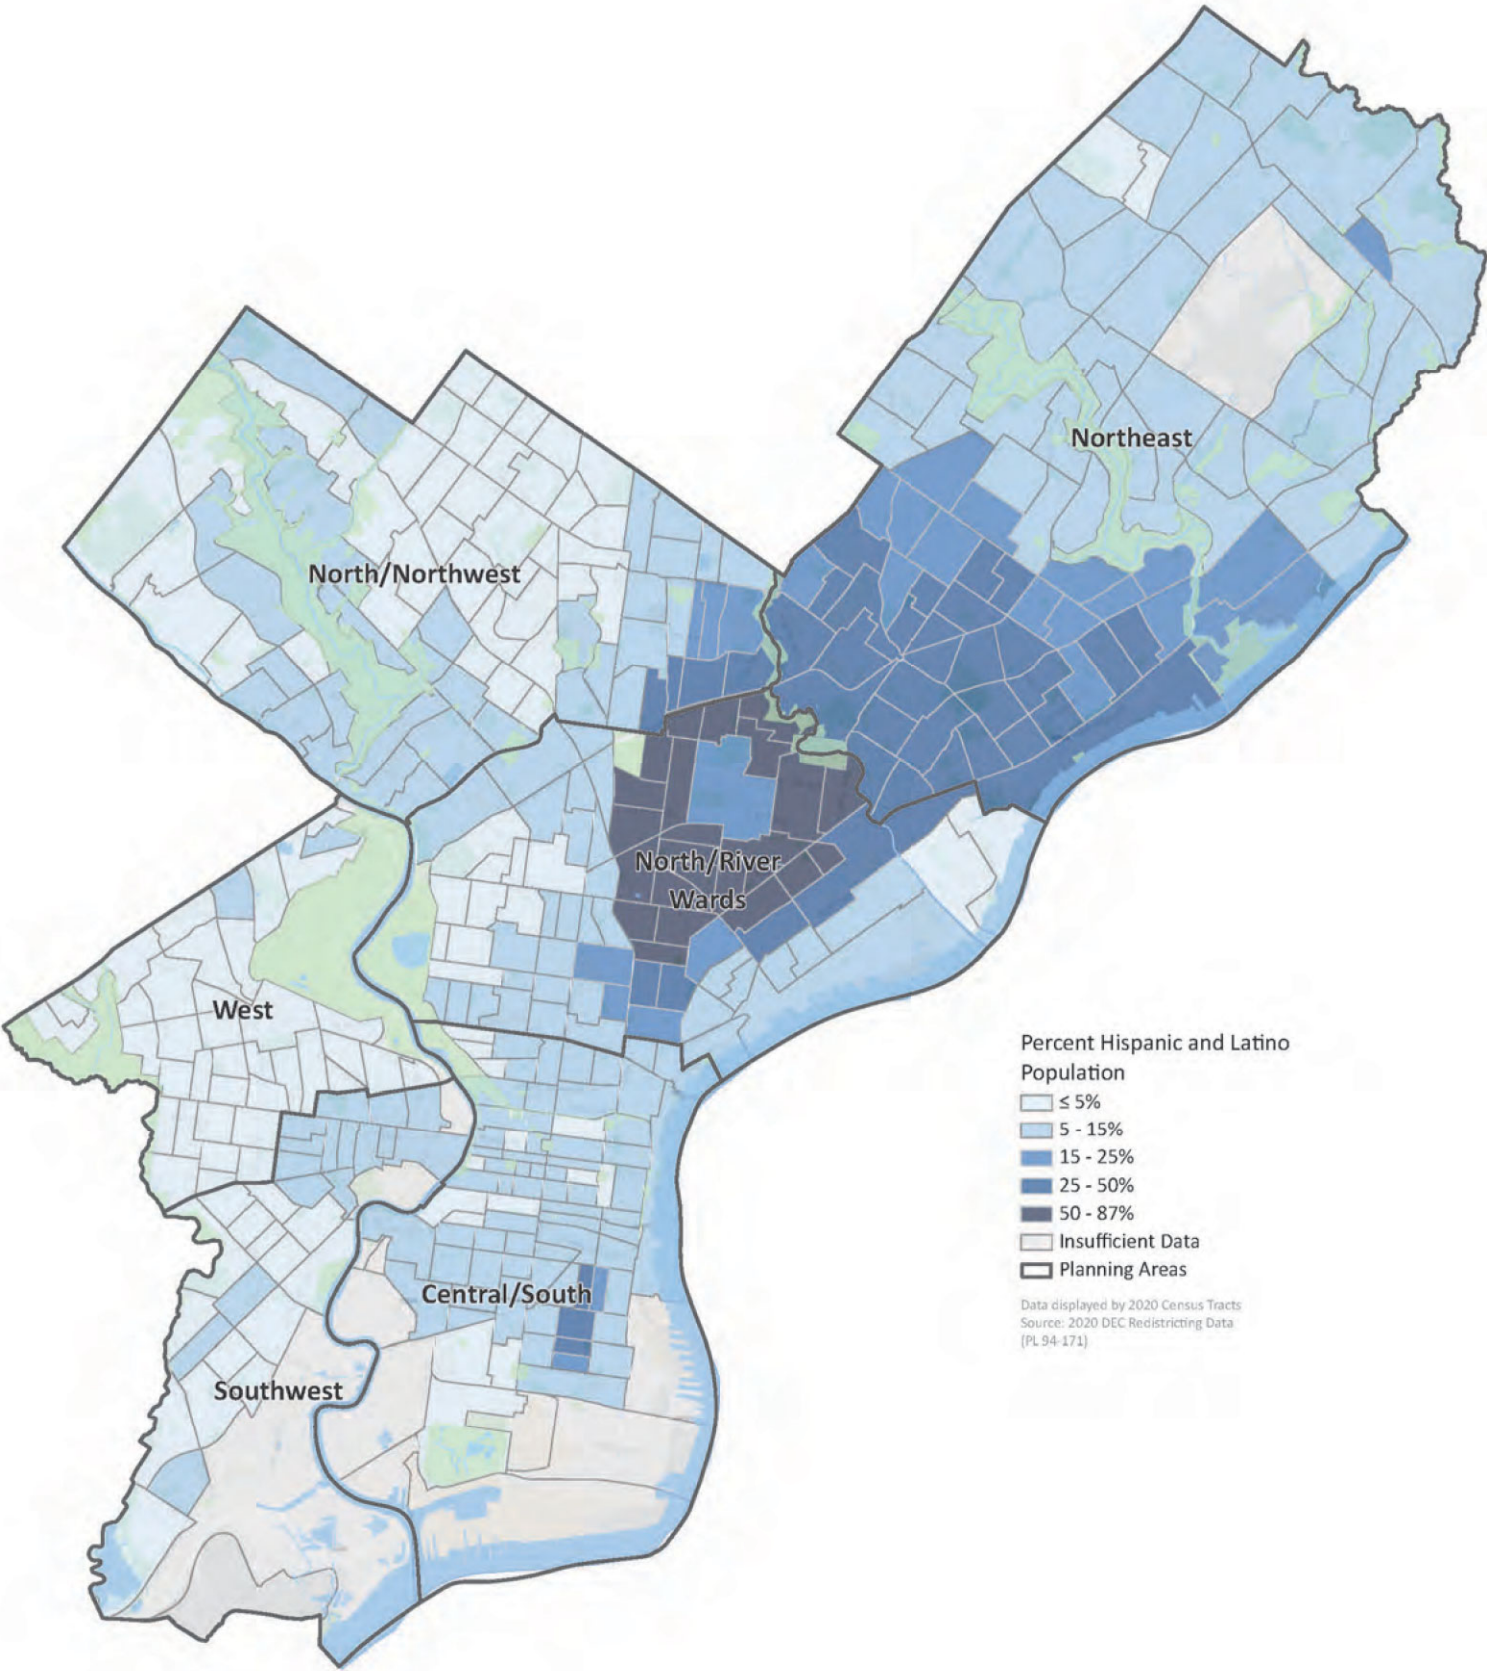 Northeast
North/Northwest
North/River
Wards
West
Central/South
Southwest
Percent Hispanic and Latino
Population
≤ 5%
5 - 15%
15 - 25%
25 - 50%
50 - 87%
Insufficient Data
Planning Areas
Data displayed by 2020 Census Tracts
Source: 2020 DEC Redistricting Data
(PL 94-171)